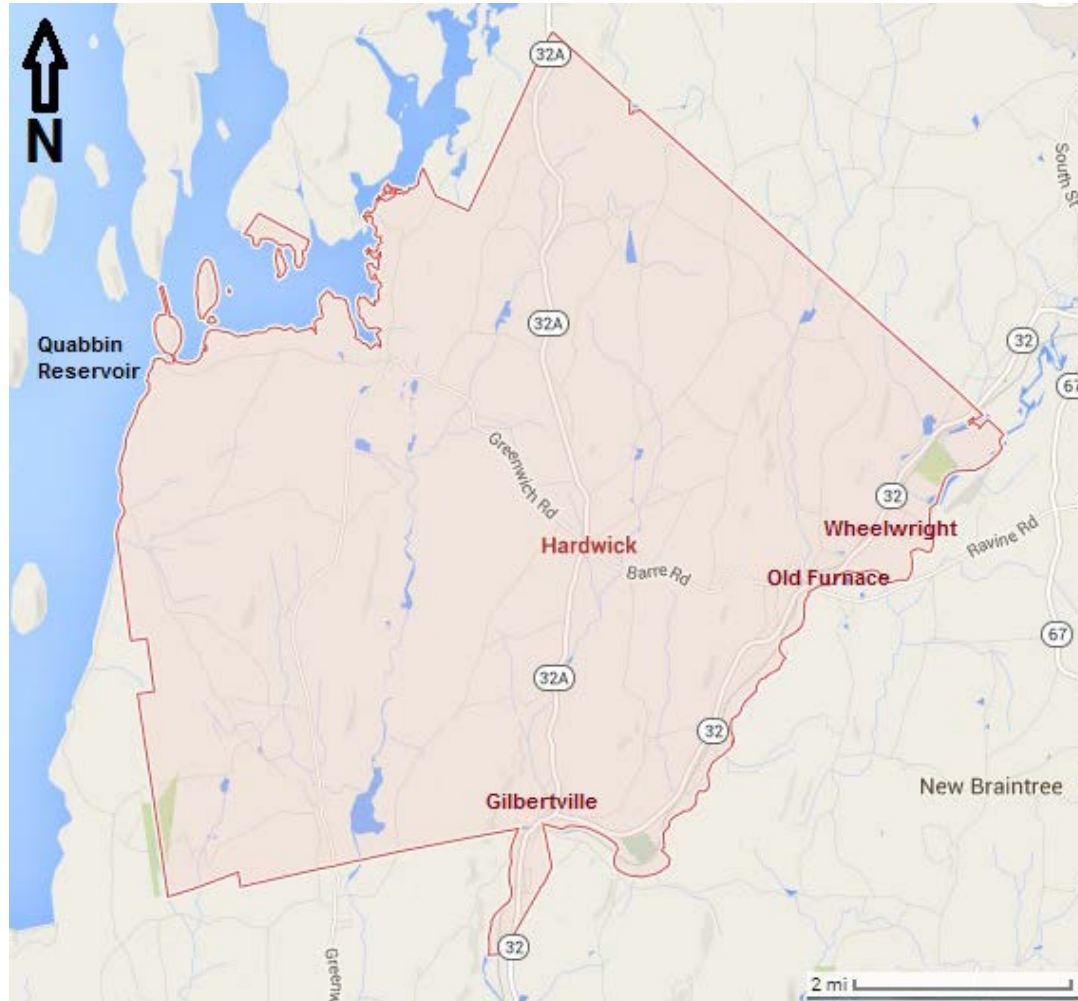 N
32A
South St
32
67
32A
Quabbin
Reservoir
Greenwich Rd
32
Wheelwright
Ravine Rd
Hardwick
Barre Rd
Old Furnace
67
32A
32
New Braintree
Gilbertville
32
2 mi